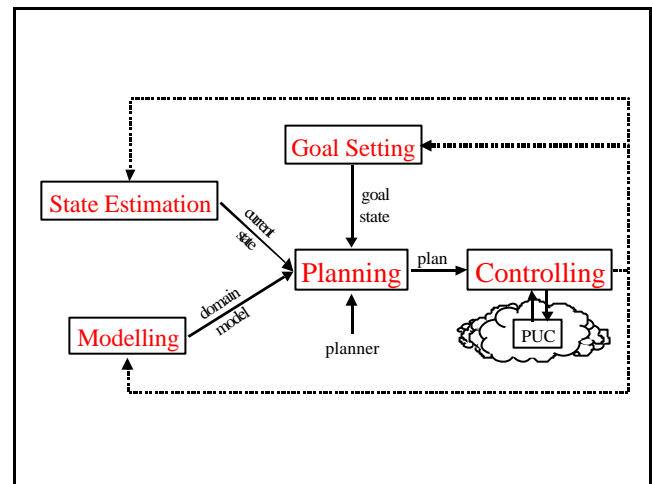 Goal Setting
State Estimation
goal
state
current
state
plan
Planning
Controlling
domain
model
Modelling
planner
PUC